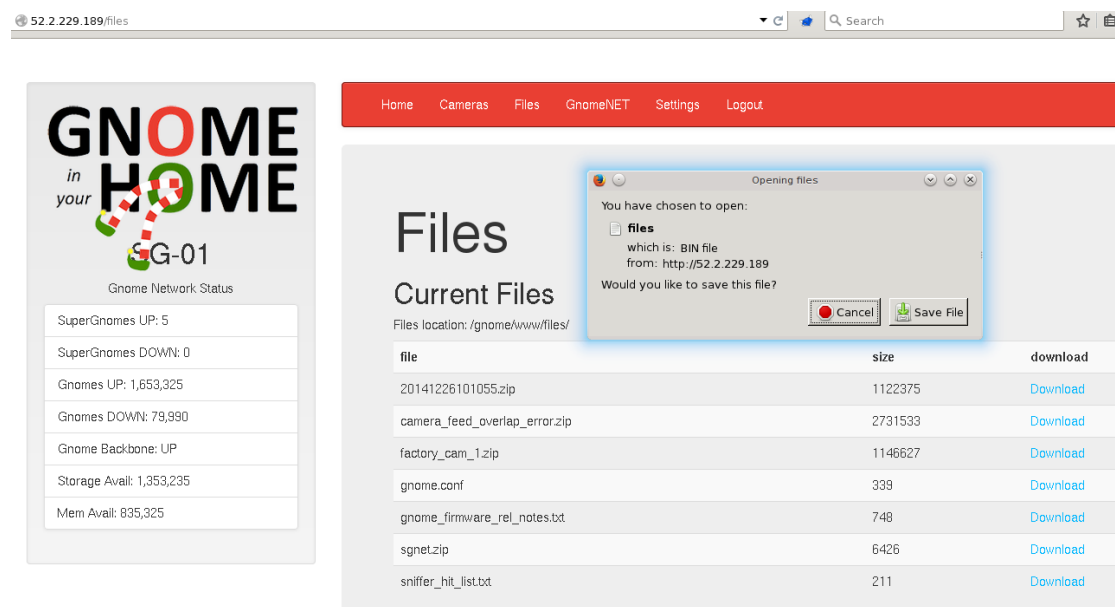 52.2.229.189/files
Search
GNOME
in
your HOME
SG-01
Gnome Network Status
SuperGnomes UP: 5
SuperGnomes DOWN: 0
Gnomes UP: 1,653,325
Gnomes DOWN: 79,990
Gnome Backbone: UP
Storage Avail: 1,353,235
Mem Avail: 835,325
Home Cameras Files GnomeNET Settings Logout
Files
Current Files
Files location: /gnome/www/files/
Opening files
You have chosen to open:
files
which is: BIN file
from: http://52.2.229.189
Would you like to save this file?
Cancel Save File
file size download
20141226101055.zip 1122375 Download
camera_feed_overlap_error.zip 2731533 Download
factory_cam_1.zip 1146627 Download
gnome.conf 339 Download
gnome_firmware_rel_notes.txt 748 Download
sgnet.zip 6426 Download
sniffer_hit_list.txt 211 Download